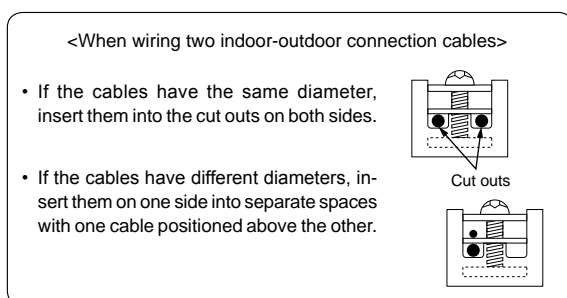 <When wiring two indoor-outdoor connection cables>
• If the cables have the same diameter,
insert them into the cut outs on both sides.
Cut outs
• If the cables have different diameters, in-
sert them on one side into separate spaces
with one cable positioned above the other.